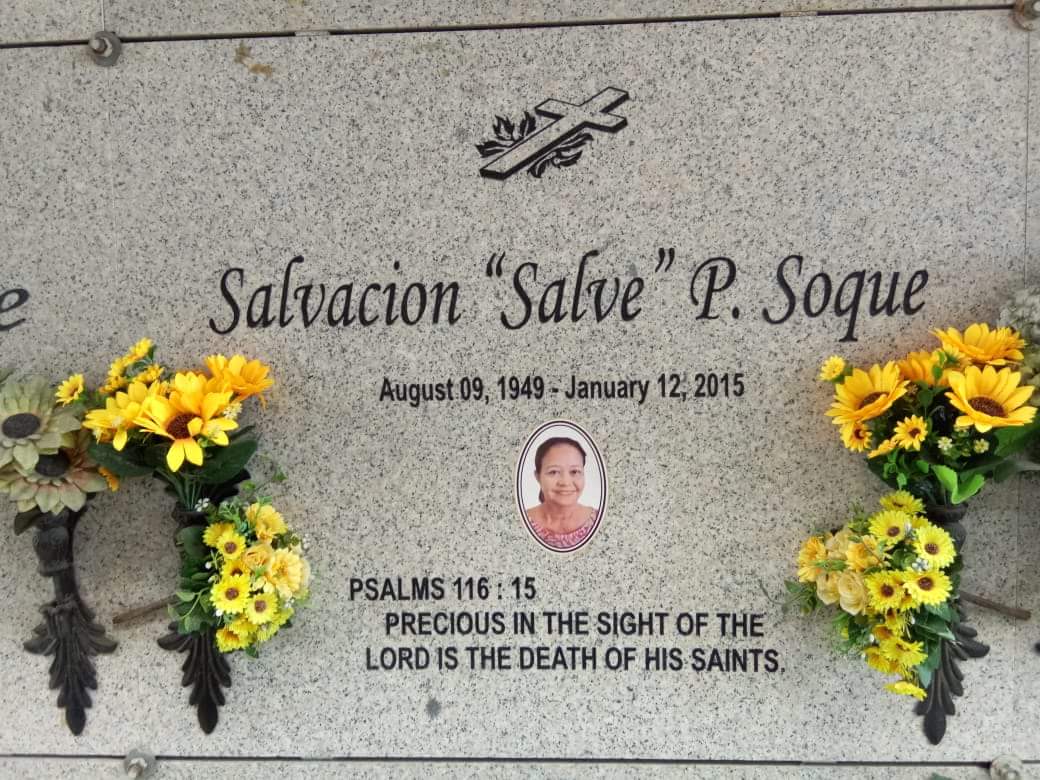 Salvacion “Salve” P. Soque
August 09, 1949 - January 12, 2015
PSALMS 116 : 15
PRECIOUS IN THE SIGHT OF THE
LORD IS THE DEATH OF HIS SAINTS.